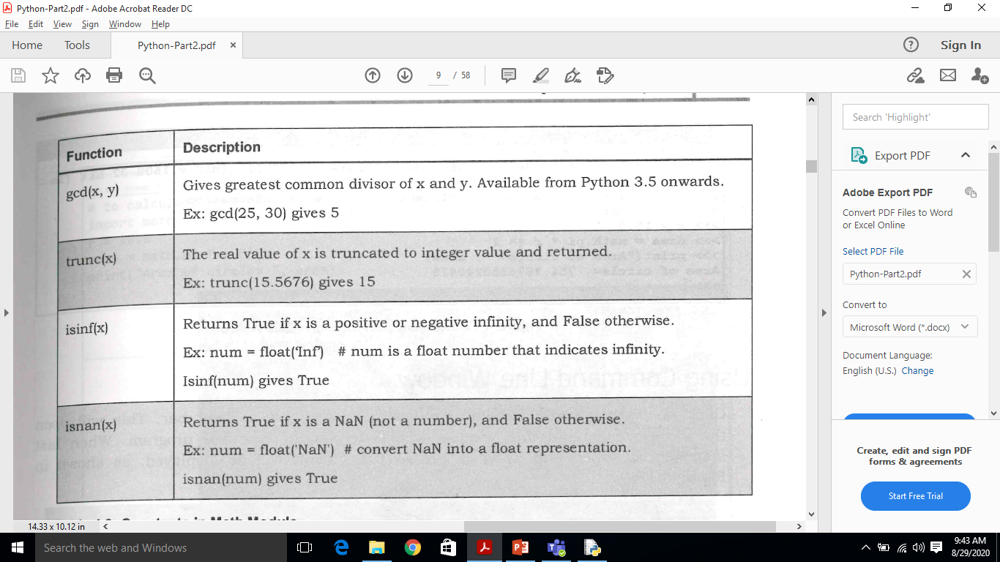 Python-Part2.pdf - Adobe Acrobat Reader DC
File Edit View Sign Window Help
Home Tools Python-Part2.pdf × Sign In
9 / 58
Function Description
gcd(x, y) Gives greatest common divisor of x and y. Available from Python 3.5 onwards.
Ex: gcd(25, 30) gives 5
trunc(x) The real value of x is truncated to integer value and returned.
Ex: trunc(15.5676) gives 15
isinf(x) Returns True if x is a positive or negative infinity, and False otherwise.
Ex: num = float('Inf') # num is a float number that indicates infinity.
Isinf(num) gives True
isnan(x) Returns True if x is a NaN (not a number), and False otherwise.
Ex: num = float('NaN') # convert NaN into a float representation.
isnan(num) gives True
Constants in Math Module
14.33 x 10.12 in
Search 'Highlight'
Export PDF
Adobe Export PDF
Convert PDF Files to Word
or Excel Online
Select PDF File
Python-Part2.pdf
Convert to
Microsoft Word (*.docx)
Document Language:
English (U.S.) Change
Create, edit and sign PDF
forms & agreements
Start Free Trial
Search the web and Windows
9:43 AM
8/29/2020